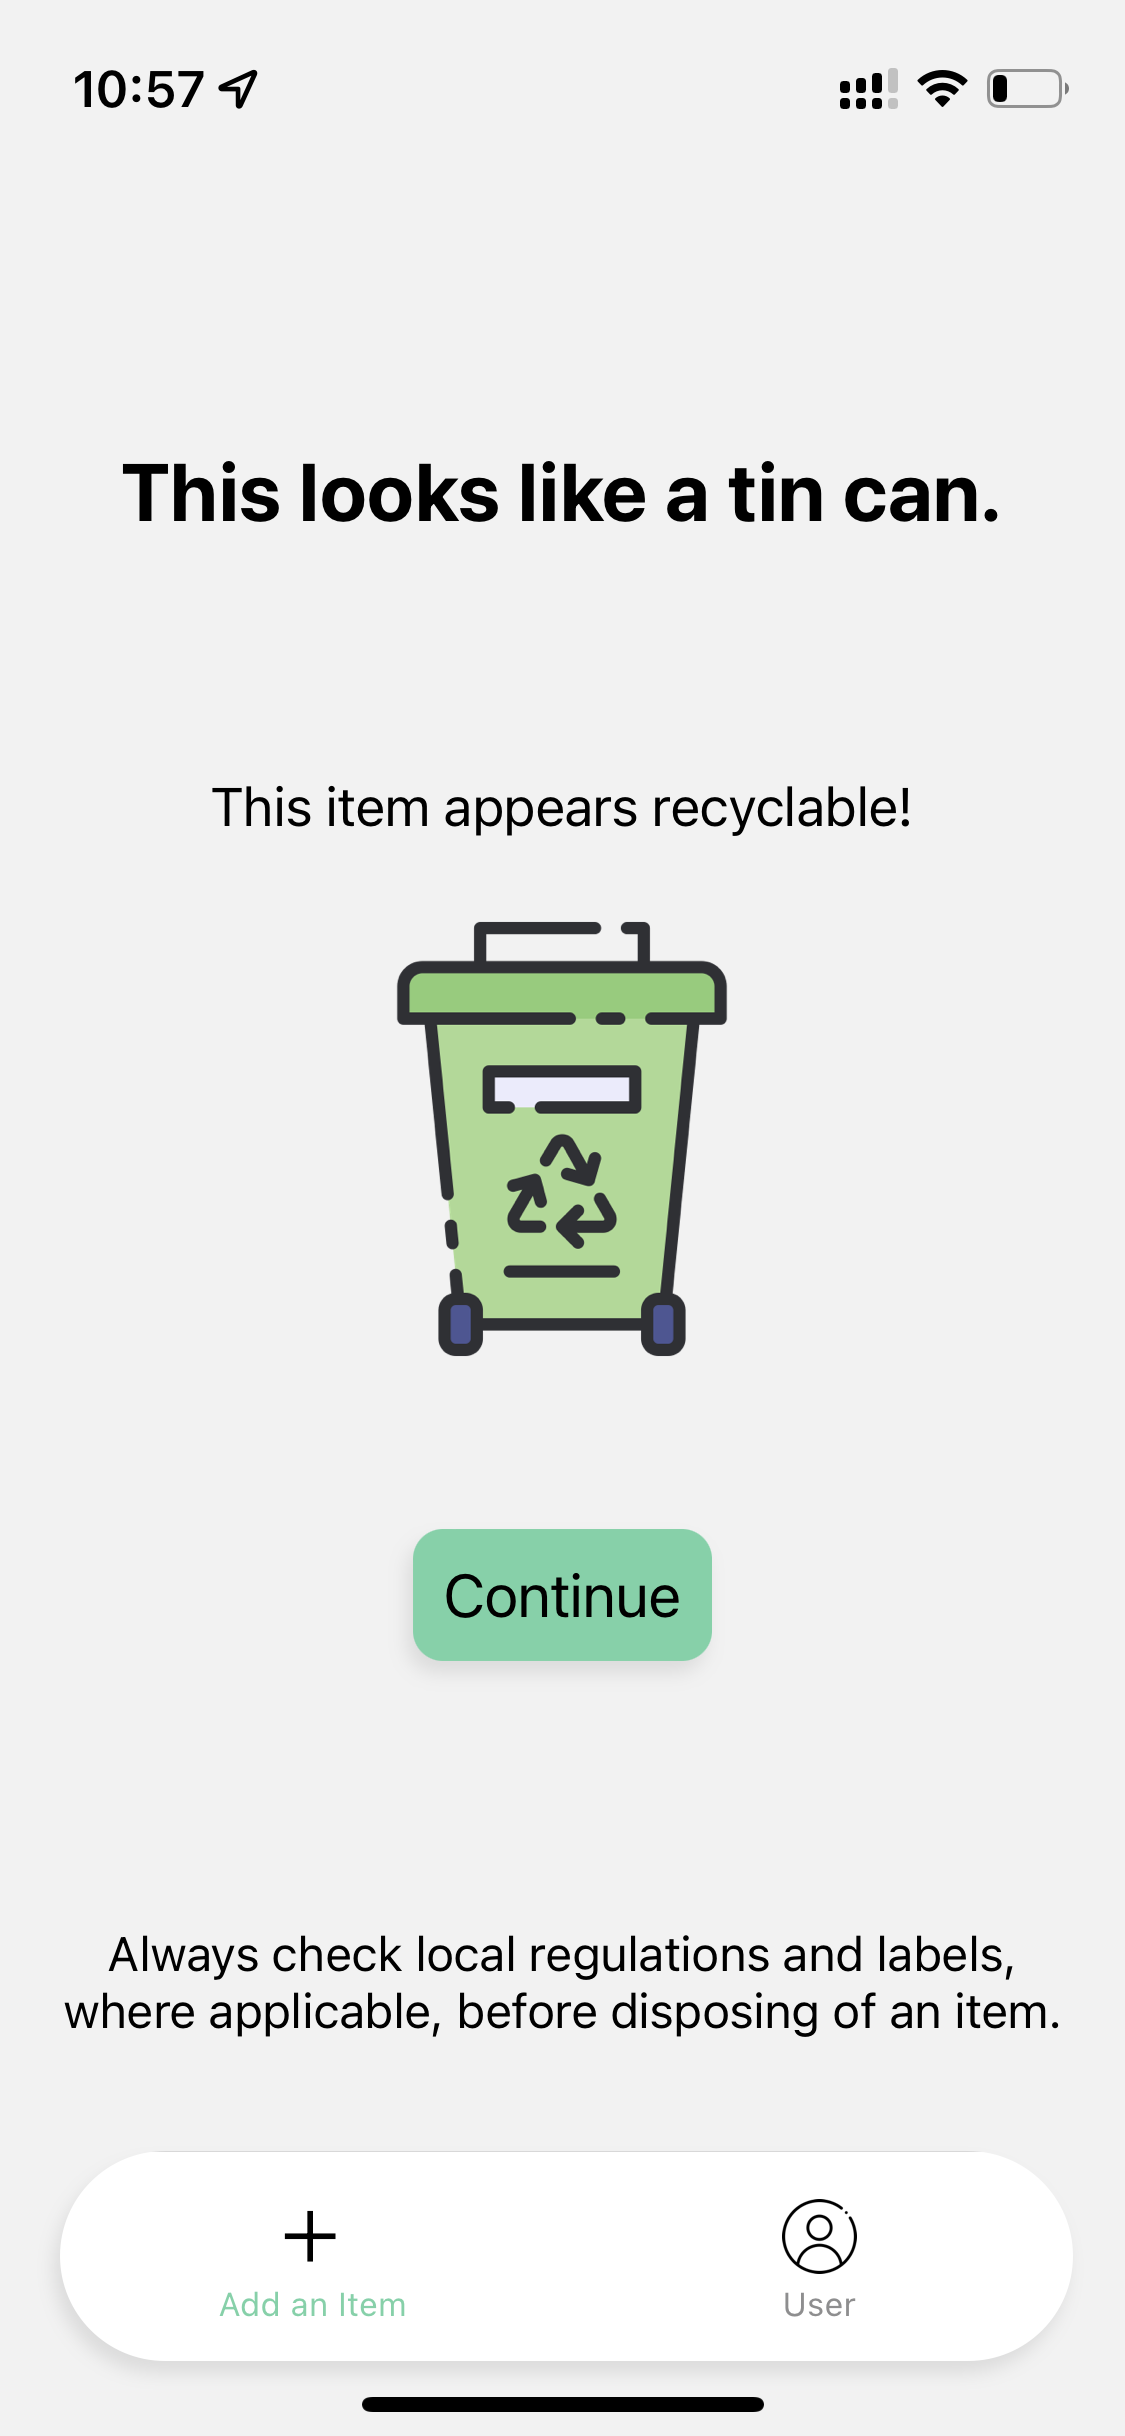 10:57
This looks like a tin can.
This item appears recyclable!
Continue
Always check local regulations and labels,
where applicable, before disposing of an item.
Add an Item
User